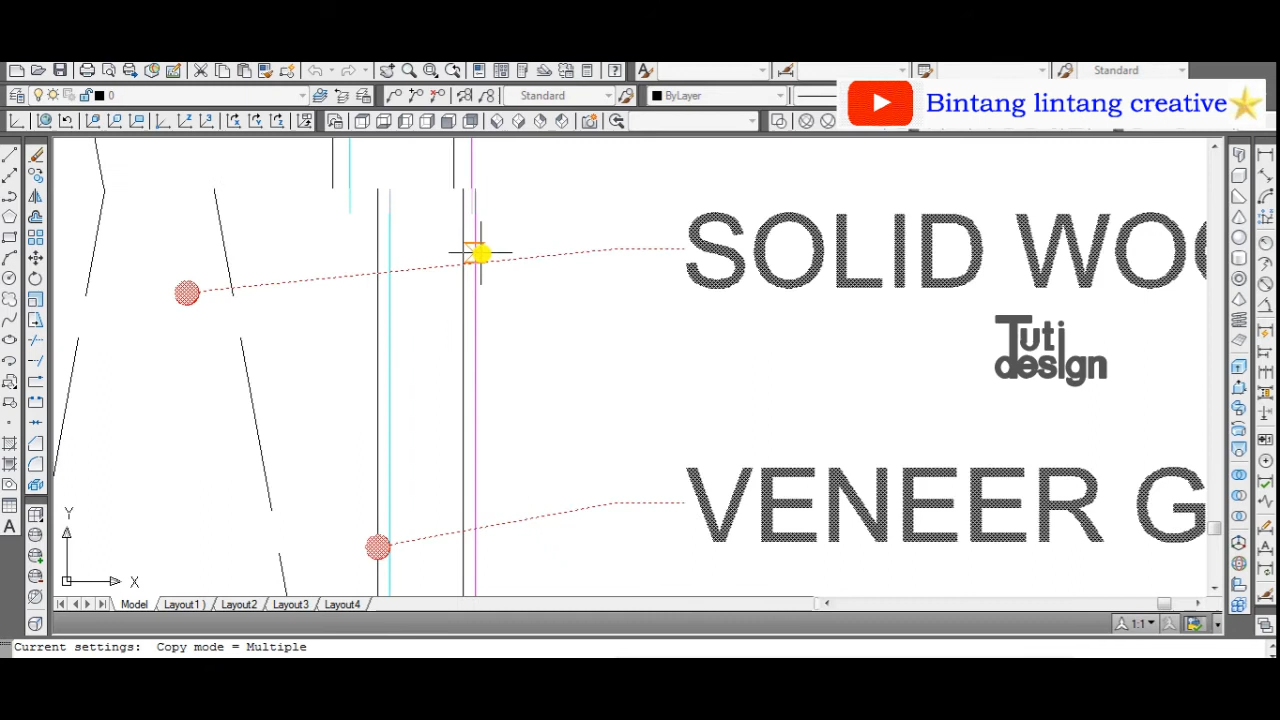 Standard
Bintang lintang creative
0
Standard
ByLayer
SOLID WOO
Tuti
design
VENEER G
Y
X
A
Model
Layout1 )
Layout2
Layout3
Layout4
1:1
Current settings:  Copy mode = Multiple